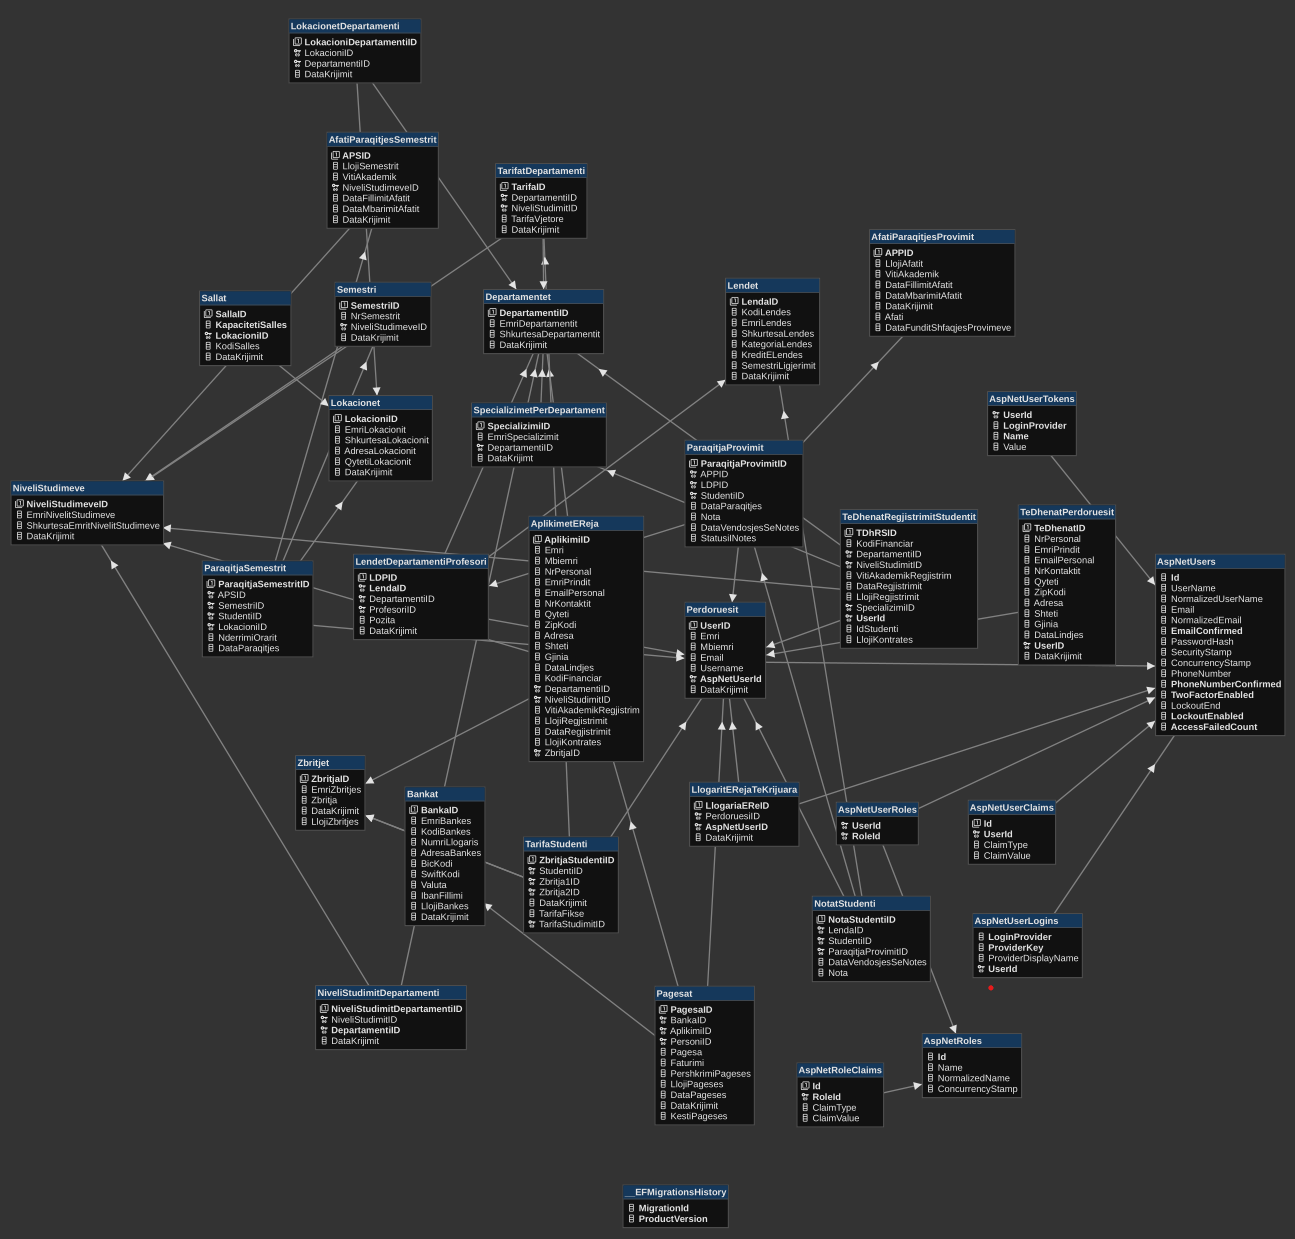 LokacionetDepartamenti
LokacioniDepartamentiID
LokacioniID
DepartamentiID
DataKrijimit
AfatiParaqitjesSemestrit
APSID
LlojiSemestrit
VitiAkademik
NiveliStudimeveID
DataFillimitAfatit
DataMbarimitAfatit
DataKrijimit
TarifatDepartamenti
TarifaID
DepartamentiID
NiveliStudimitID
TarifaVjetore
DataKrijimit
AfatiParaqitjesProvimit
APPID
LlojiAfatit
VitiAkademik
DataFillimitAfatit
DataMbarimitAfatit
DataKrijimit
Afati
DataFunditShfaqjesProvimeve
Sallat
SallaID
KapacitetiSalles
LokacioniID
KodiSalles
DataKrijimit
Semestri
SemestriID
NrSemestrit
NiveliStudimeveID
DataKrijimit
Departamentet
DepartamentiID
EmriDepartamentit
ShkurtesaDepartamentit
DataKrijimit
Lendet
LendaID
KodiLendes
EmriLendes
ShkurtesaLendes
KategoriaLendes
KreditELendes
SemestriLigjerimit
DataKrijimit
Lokacionet
LokacioniID
EmriLokacionit
ShkurtesaLokacionit
AdresaLokacionit
QytetiLokacionit
DataKrijimit
SpecializimetPerDepartament
SpecializimiID
EmriSpecializimit
DepartamentiID
DataKrijimt
ParaqitjaProvimit
ParaqitjaProvimitID
APPID
LDPID
StudentiID
DataParaqitjes
Nota
DataVendosjesSeNotes
StatusiINotes
AspNetUserTokens
UserId
LoginProvider
Name
Value
NiveliStudimeve
NiveliStudimeveID
EmriNivelitStudimeve
ShkurtesaEmritNivelitStudimeve
DataKrijimit
ParaqitjaSemestrit
ParaqitjaSemestritID
APSID
SemestriID
StudentiID
LokacioniID
NderrimiOrarit
DataParaqitjes
LendetDepartamentiProfesori
LDPID
LendaID
DepartamentiID
ProfesoriID
Pozita
DataKrijimit
AplikimetEReja
AplikimiID
Emri
Mbiemri
NrPersonal
EmriPrindit
EmailPersonal
NrKontaktit
Qyteti
ZipKodi
Adresa
Shteti
Gjinia
DataLindjes
KodiFinanciar
DepartamentiID
NiveliStudimitID
VitiAkademikRegjistrim
LlojiRegjistrimit
DataRegjistrimit
LlojiKontrates
ZbritjaID
TeDhenatRegjistrimitStudentit
TDhRSID
KodiFinanciar
DepartamentiID
NiveliStudimitID
VitiAkademikRegjistrim
DataRegjistrimit
LlojiRegjistrimit
SpecializimiID
UserId
IdStudenti
LlojiKontrates
TeDhenatPerdoruesit
TeDhenatID
NrPersonal
EmriPrindit
EmailPersonal
NrKontaktit
Qyteti
ZipKodi
Adresa
Shteti
Gjinia
DataLindjes
UserID
DataKrijimit
AspNetUsers
Id
UserName
NormalizedUserName
Email
NormalizedEmail
EmailConfirmed
PasswordHash
SecurityStamp
ConcurrencyStamp
PhoneNumber
PhoneNumberConfirmed
TwoFactorEnabled
LockoutEnd
LockoutEnabled
AccessFailedCount
Perdoruesit
UserID
Emri
Mbiemri
Email
Username
AspNetUserId
DataKrijimit
Zbritjet
ZbritjaID
EmriZbritjes
Zbritja
DataKrijimit
LlojiZbritjes
Bankat
BankaID
EmriBankes
KodiBankes
NumriLlogaris
AdresaBankes
BicKodi
SwiftKodi
Valuta
IbanFillimi
LlojiBankes
DataKrijimit
TarifaStudenti
ZbritjaStudentiID
StudentiID
Zbritja1ID
Zbritja2ID
DataKrijimit
TarifaFikse
TarifaStudimitID
LlogaritERejaTeKrijuara
LlogariaEReID
PerdoruesiID
AspNetUserID
DataKrijimit
AspNetUserRoles
UserId
RoleId
AspNetUserClaims
Id
UserId
ClaimType
ClaimValue
NotatStudenti
NotaStudentiID
LendaID
StudentiID
ParaqitjaProvimitID
DataVendosjesSeNotes
Nota
AspNetUserLogins
LoginProvider
ProviderKey
ProviderDisplayName
UserId
NiveliStudimitDepartamenti
NiveliStudimitDepartamentiID
NiveliStudimitID
DepartamentiID
DataKrijimit
Pagesat
PagesaID
BankaID
AplikimiID
PersoniID
Pagesa
Faturimi
PershkrimiPageses
LlojiPageses
DataPageses
DataKrijimit
KestiPageses
AspNetRoles
Id
Name
NormalizedName
ConcurrencyStamp
AspNetRoleClaims
Id
RoleId
ClaimType
ClaimValue
__EFMigrationsHistory
MigrationId
ProductVersion